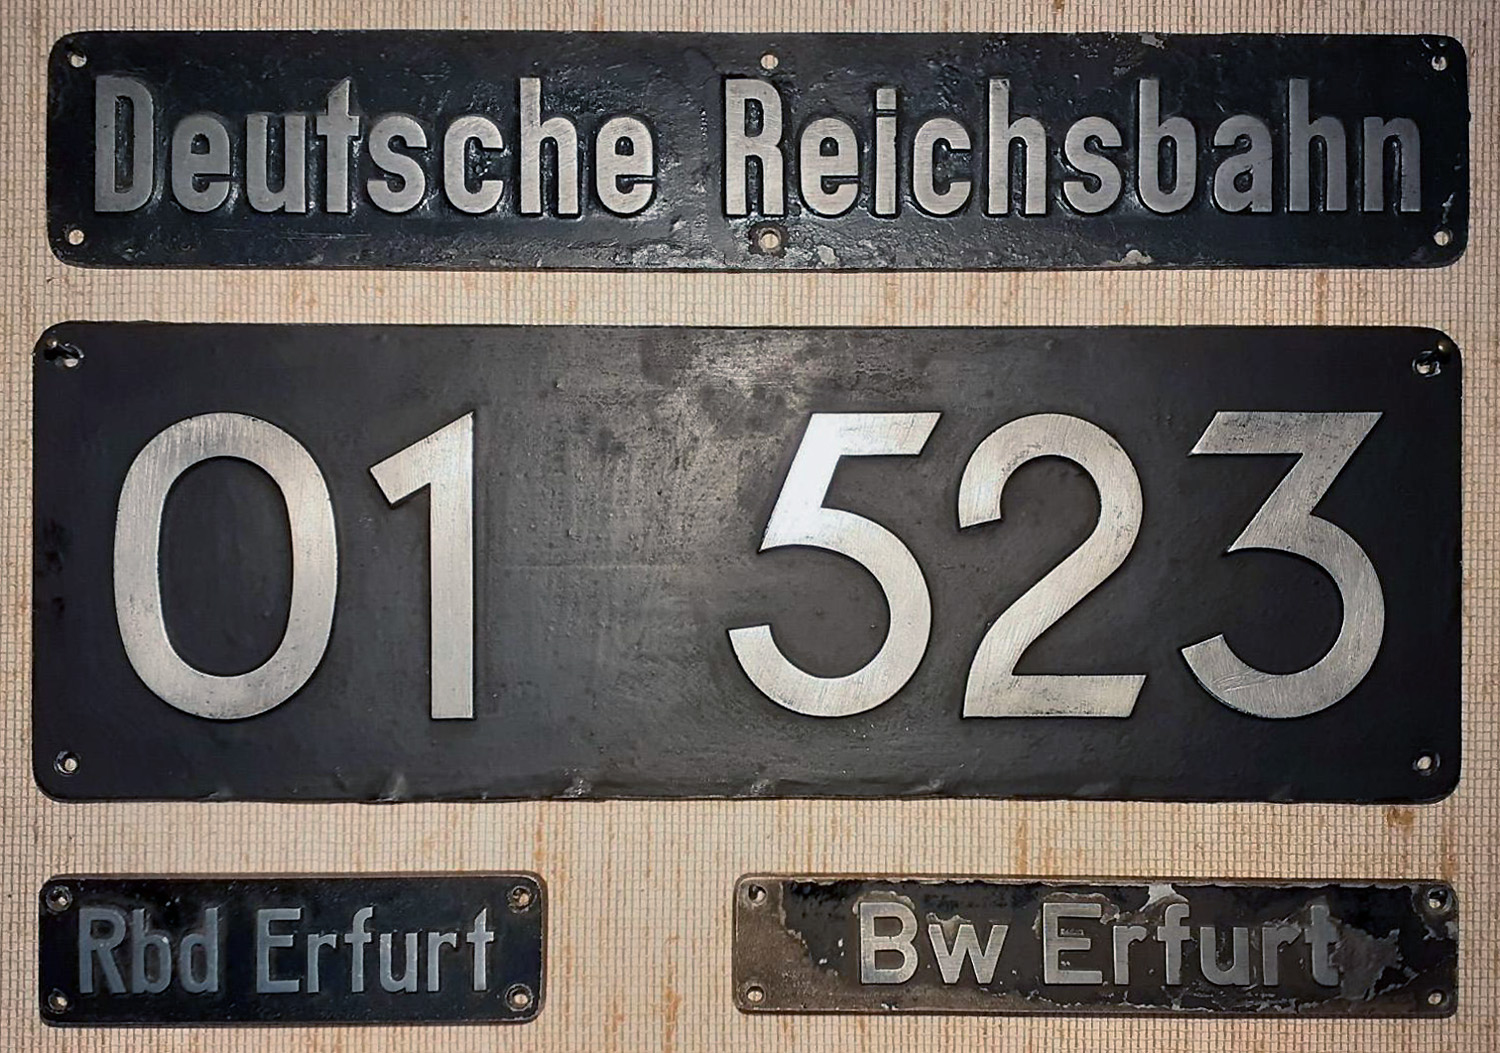 Deutsche Reichsbahn
01 523
Rbd Erfurt
Bw Erfurt